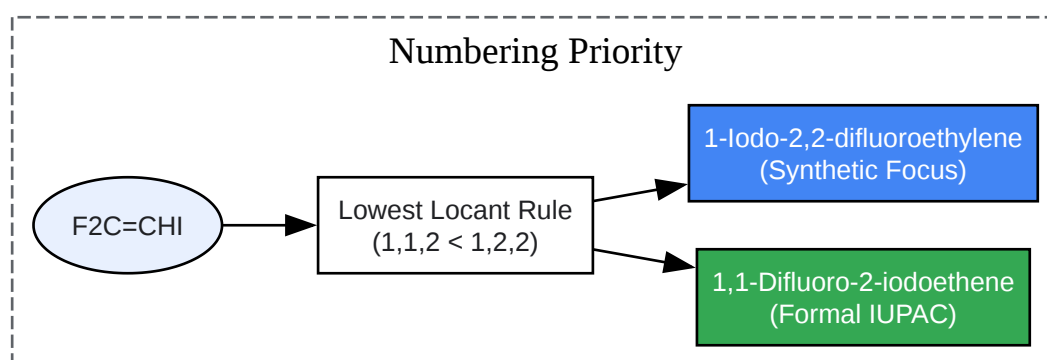 Numbering Priority
F2C=CHI
Lowest Locant Rule
(1,1,2 < 1,2,2)
1-Iodo-2,2-difluoroethylene
(Synthetic Focus)
1,1-Difluoro-2-iodoethene
(Formal IUPAC)